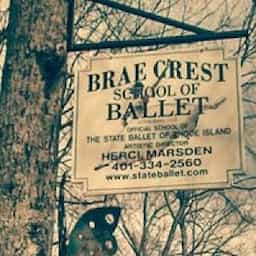 BRAE CREST
SCHOOL OF
BALLET
OFFICIAL SCHOOL OF
THE STATE BALLET OF RHODE ISLAND
ARTISTIC DIRECTOR
HERCI MARSDEN
401-334-2560
www.stateballet.com